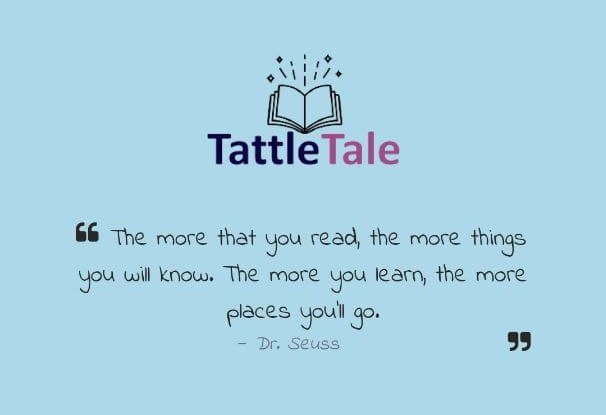 TattleTale
❝ The more that you read, the more things
you will know. The more you learn, the more
places you'll go.
- Dr. Seuss ❞